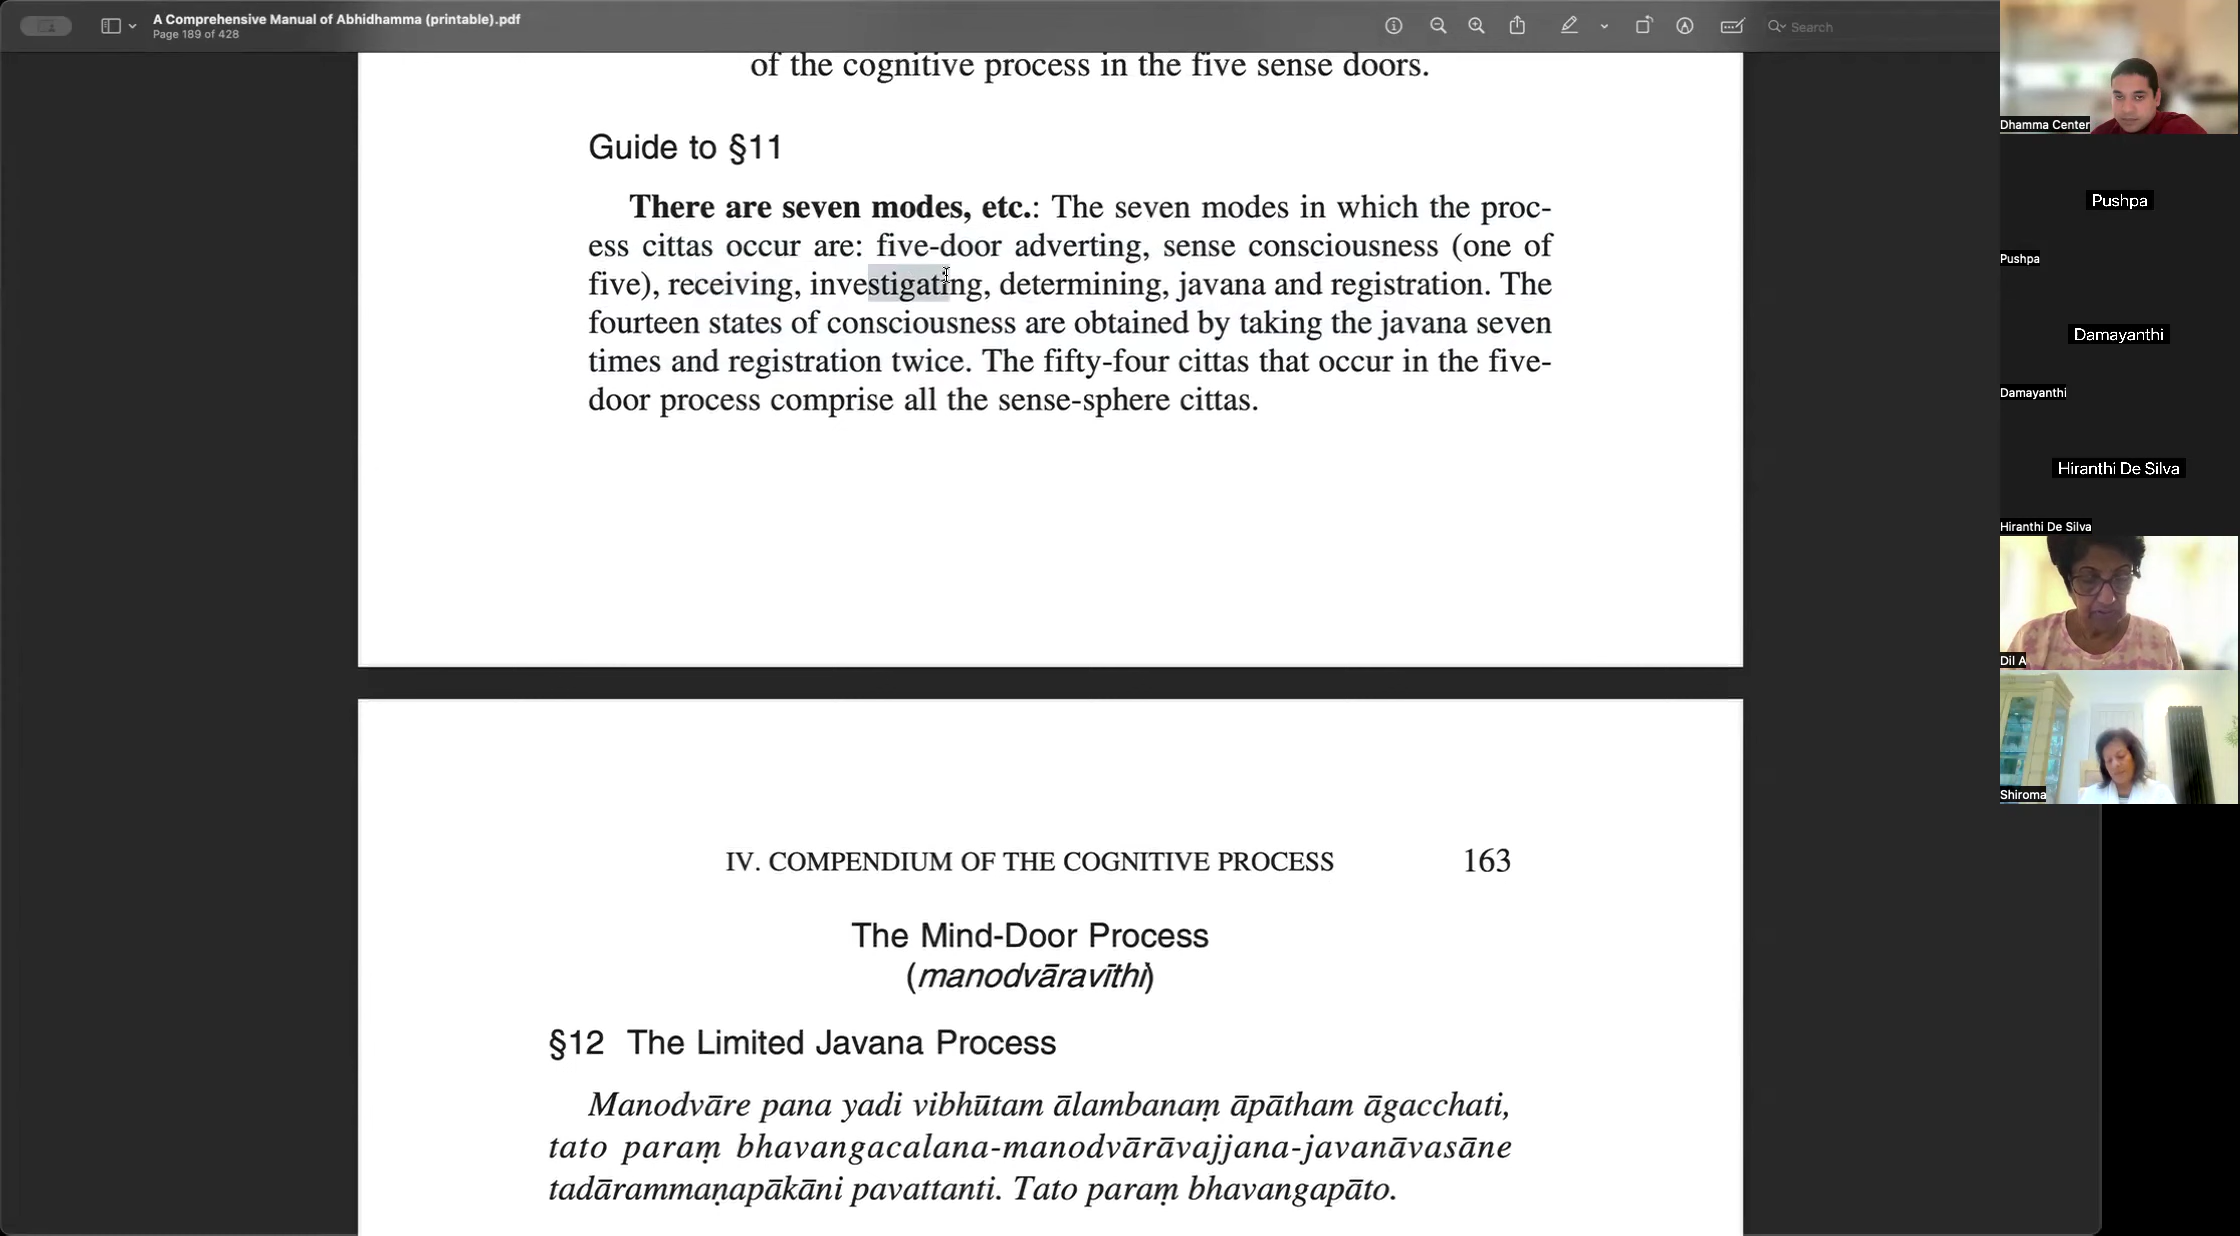 A Comprehensive Manual of Abhidhamma (printable).pdf
Page 189 of 428
Search
of the cognitive process in the five sense doors.
Guide to §11
There are seven modes, etc.: The seven modes in which the proc-
ess cittas occur are: five-door adverting, sense consciousness (one of
five), receiving, investigating, determining, javana and registration. The
fourteen states of consciousness are obtained by taking the javana seven
times and registration twice. The fifty-four cittas that occur in the five-
door process comprise all the sense-sphere cittas.
IV. COMPENDIUM OF THE COGNITIVE PROCESS 163
The Mind-Door Process
(manodvāravīthi)
§12 The Limited Javana Process
Manodvāre pana yadi vibhūtam ālambanaṃ āpātham āgacchati,
tato paraṃ bhavangacalana-manodvārāvajjana-javanāvasāne
tadārammaṇapākāni pavattanti. Tato paraṃ bhavangapāto.
Dhamma Center
Pushpa
Pushpa
Damayanthi
Damayanthi
Hiranthi De Silva
Hiranthi De Silva
Dil A
Shiroma